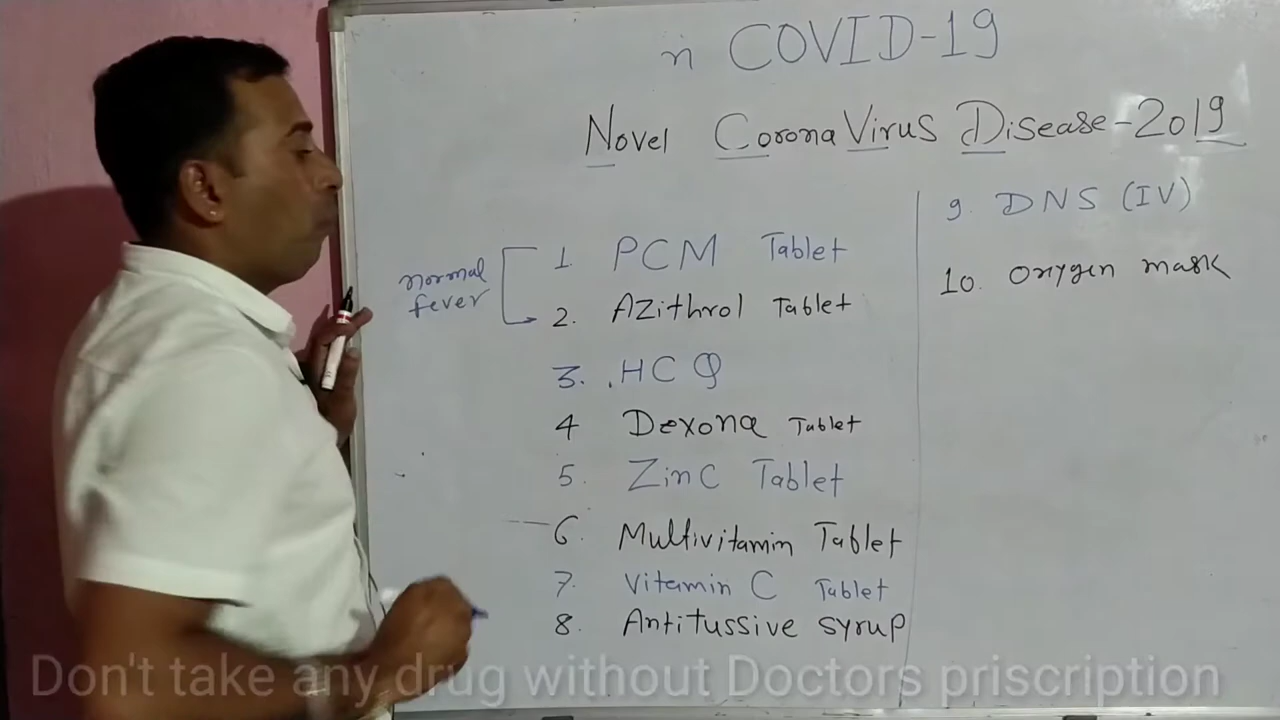 n COVID-19
Novel CoronaVirus Disease-2019
normal
fever
1. PCM Tablet
2. Azithrol Tablet
3. HCQ
4 Dexona Tablet
5. Zinc Tablet
6. Multivitamin Tablet
7. Vitamin C Tablet
8. Antitussive syrup
9. DNS (IV)
10. Oxygen mask
Don't take any drug without Doctors priscription